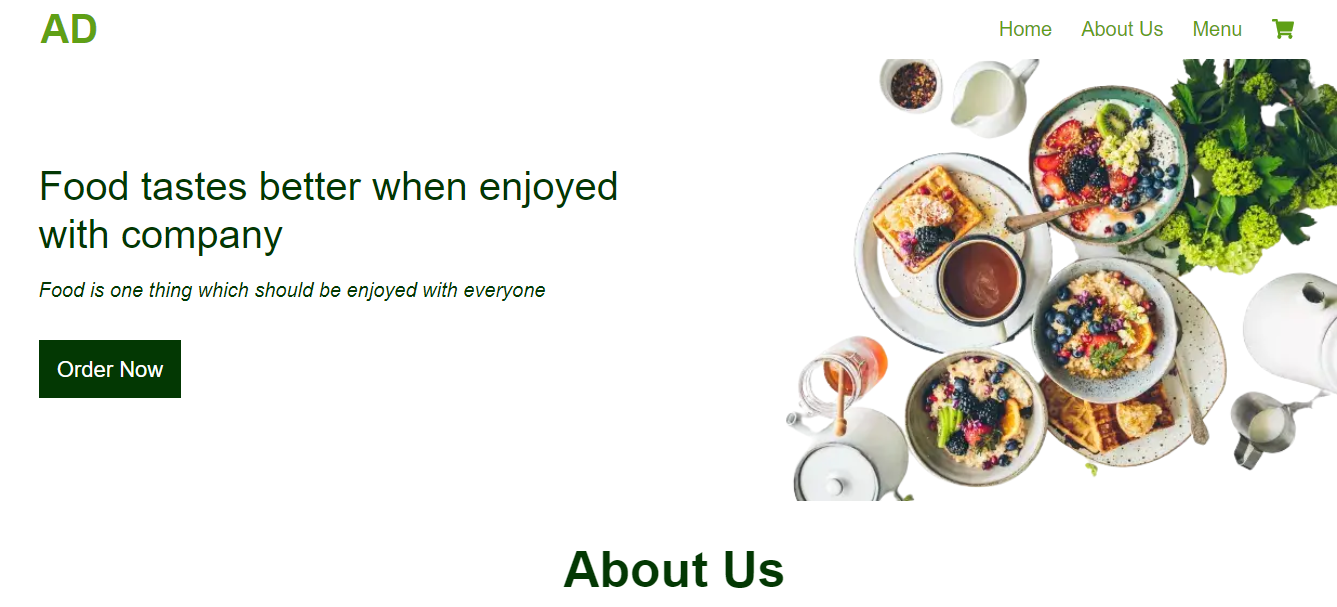 AD
Home
About Us
Menu
Food tastes better when enjoyed
with company
Food is one thing which should be enjoyed with everyone
Order Now
About Us